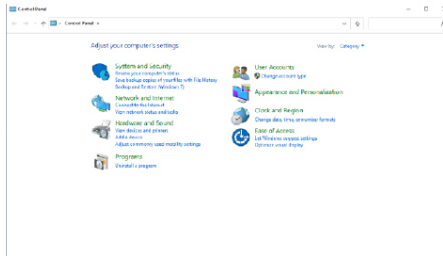 Control Panel
Control Panel
Adjust your computer's settings
View by: Category
System and Security
Review your computer's status
Save backup copies of your files with File History
Backup and Restore (Windows 7)
Network and Internet
Connect to the Internet
View network status and tasks
Hardware and Sound
View devices and printers
Add a device
Adjust commonly used mobility settings
Programs
Uninstall a program
User Accounts
Change account type
Appearance and Personalization
Clock and Region
Change date, time, or number formats
Ease of Access
Let Windows suggest settings
Optimize visual display